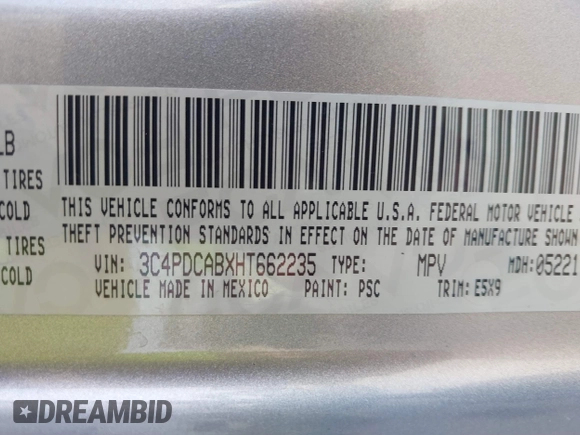 LB
TIRES
COLD
TIRES
COLD
THIS VEHICLE CONFORMS TO ALL APPLICABLE U.S.A. FEDERAL MOTOR VEHICLE
THEFT PREVENTION STANDARDS IN EFFECT ON THE DATE OF MANUFACTURE SHOWN
VIN: 3C4PDCABXHT662235 TYPE: MPV MDH: 05221
VEHICLE MADE IN MEXICO PAINT: PSC TRIM: E5X9
DREAMBID